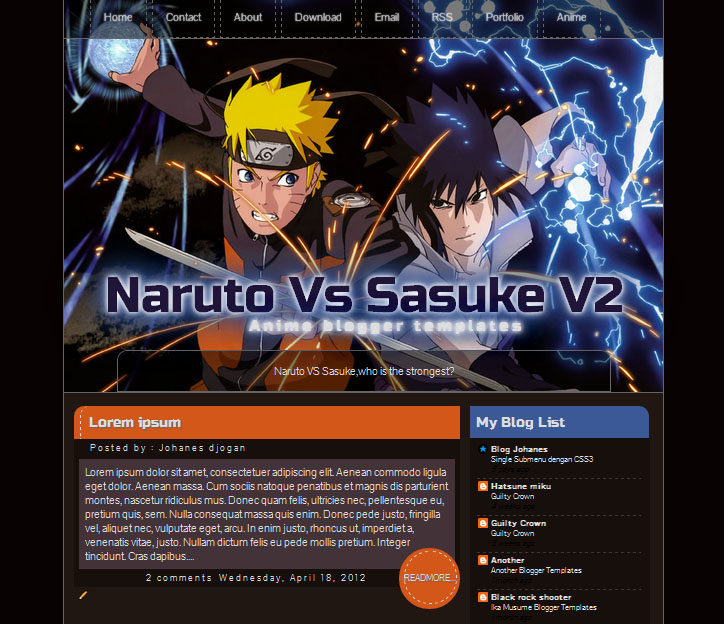 Home Contact About Download Email RSS Portfolio Anime
Naruto Vs Sasuke V2
Anime blogger templates
Naruto VS Sasuke,who is the strongest?
Lorem ipsum
Posted by : Johanes djogan
Lorem ipsum dolor sit amet, consectetuer adipiscing elit. Aenean commodo ligula
eget dolor. Aenean massa. Cum sociis natoque penatibus et magnis dis parturient
montes, nascetur ridiculus mus. Donec quam felis, ultricies nec, pellentesque eu,
pretium quis, sem. Nulla consequat massa quis enim. Donec pede justo, fringilla
vel, aliquet nec, vulputate eget, arcu. In enim justo, rhoncus ut, imperdiet a,
venenatis vitae, justo. Nullam dictum felis eu pede mollis pretium. Integer
tincidunt. Cras dapibus....
2 comments Wednesday, April 18, 2012
READMORE...
My Blog List
Blog Johanes
Single Submenu dengan CSS3
Hatsune miku
Guilty Crown
Guilty Crown
Guilty Crown
Another
Another Blogger Templates
Black rock shooter
Ika Musume Blogger Templates